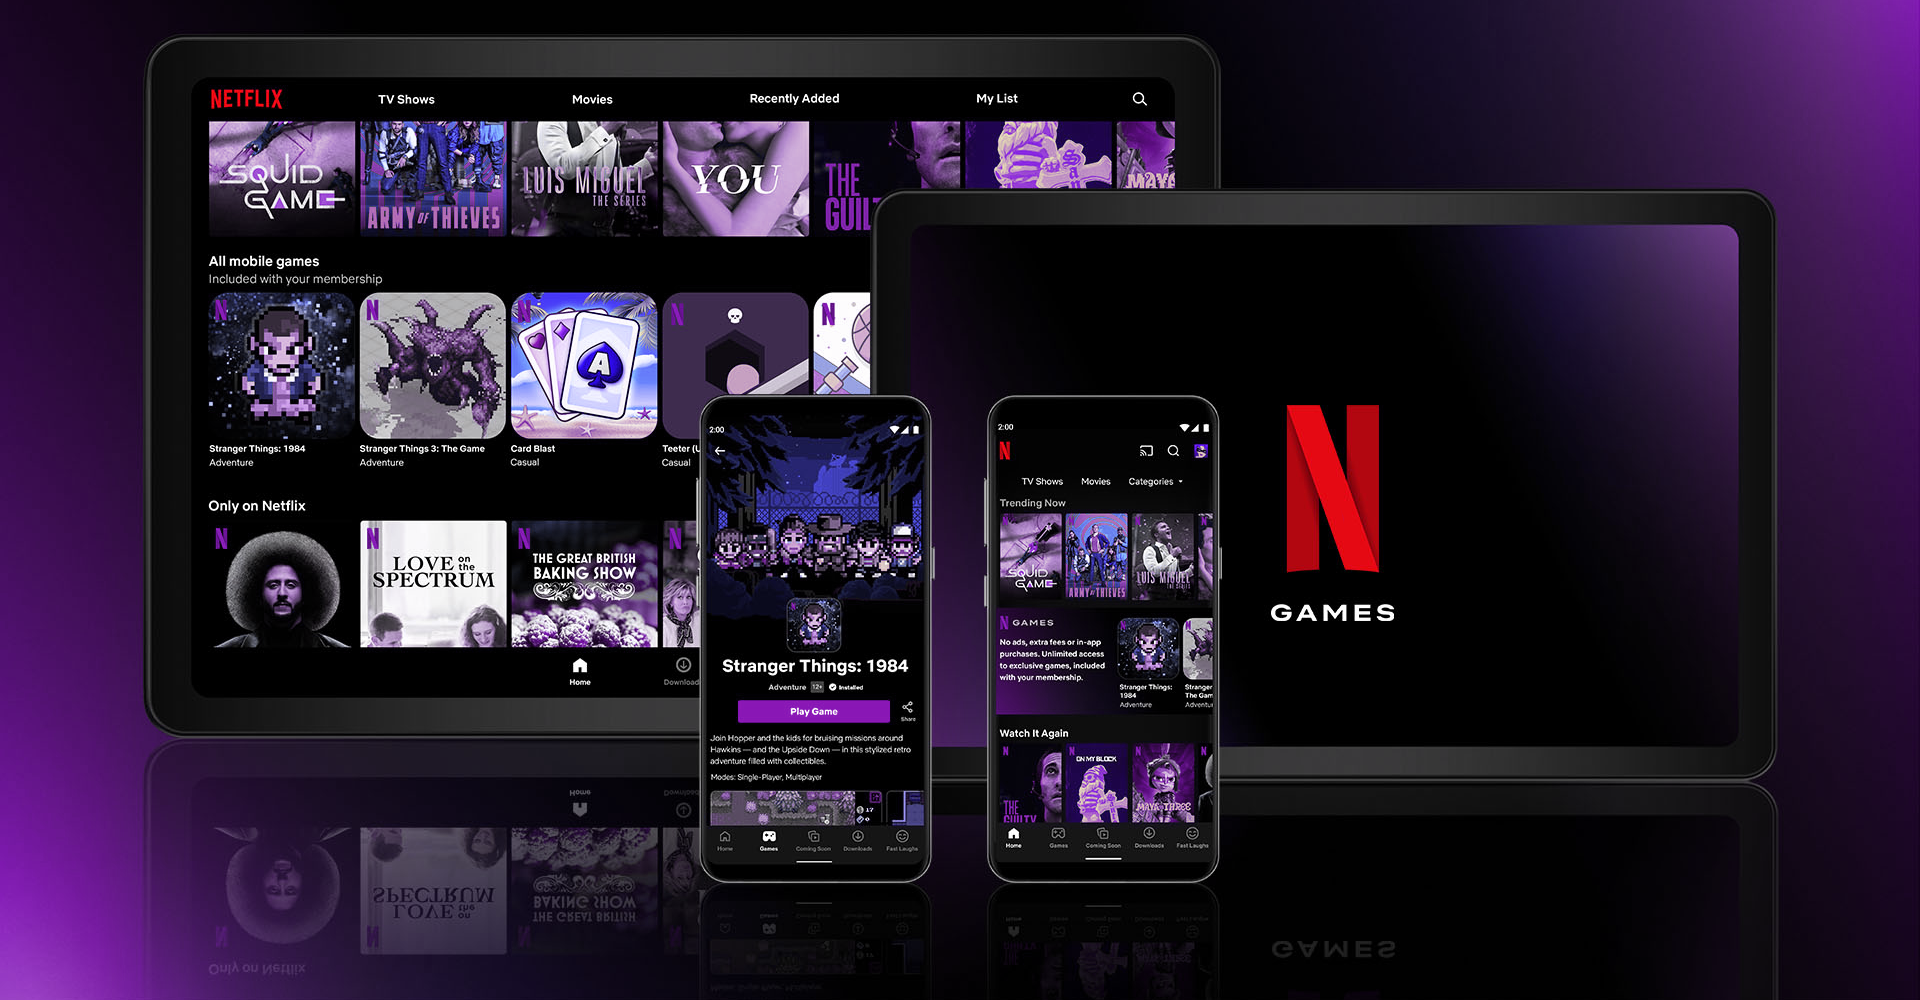 NETFLIX
TV Shows
Movies
Recently Added
My List
SQUID
GAME
ARMY OF THIEVES
LUIS MIGUEL
THE SERIES
YOU
THE
GUIL
All mobile games
Included with your membership
N
N
N
N
N
A
Stranger Things: 1984
Adventure
Stranger Things 3: The Game
Adventure
Card Blast
Casual
Teeter (U
Casual
Only on Netflix
N
N
LOVE on the
SPECTRUM
N
THE GREAT BRITISH
BAKING SHOW
N
Home
Download
2:00
Stranger Things: 1984
Adventure 12+ Installed
Play Game
Share
Join Hopper and the kids for bruising missions around
Hawkins — and the Upside Down — in this stylized retro
adventure filled with collectibles.
Modes: Single-Player, Multiplayer
17
0
Home
Games
Coming Soon
Downloads
Fast Laughs
2:00
N
TV Shows
Movies
Categories
Trending Now
SQUID
GAME
ARMY OF THIEVES
LUIS MIGUEL
THE SERIES
N GAMES
No ads, extra fees or in-app
purchases. Unlimited access
to exclusive games, included
with your membership.
Stranger Things:
1984
Adventure
Stranger
The Gam
Adventu
Watch It Again
N
THE
GUILTY
N
ON MY BLOCK
N
MAYA THREE
Home
Games
Coming Soon
Downloads
Fast Laughs
N
GAMES